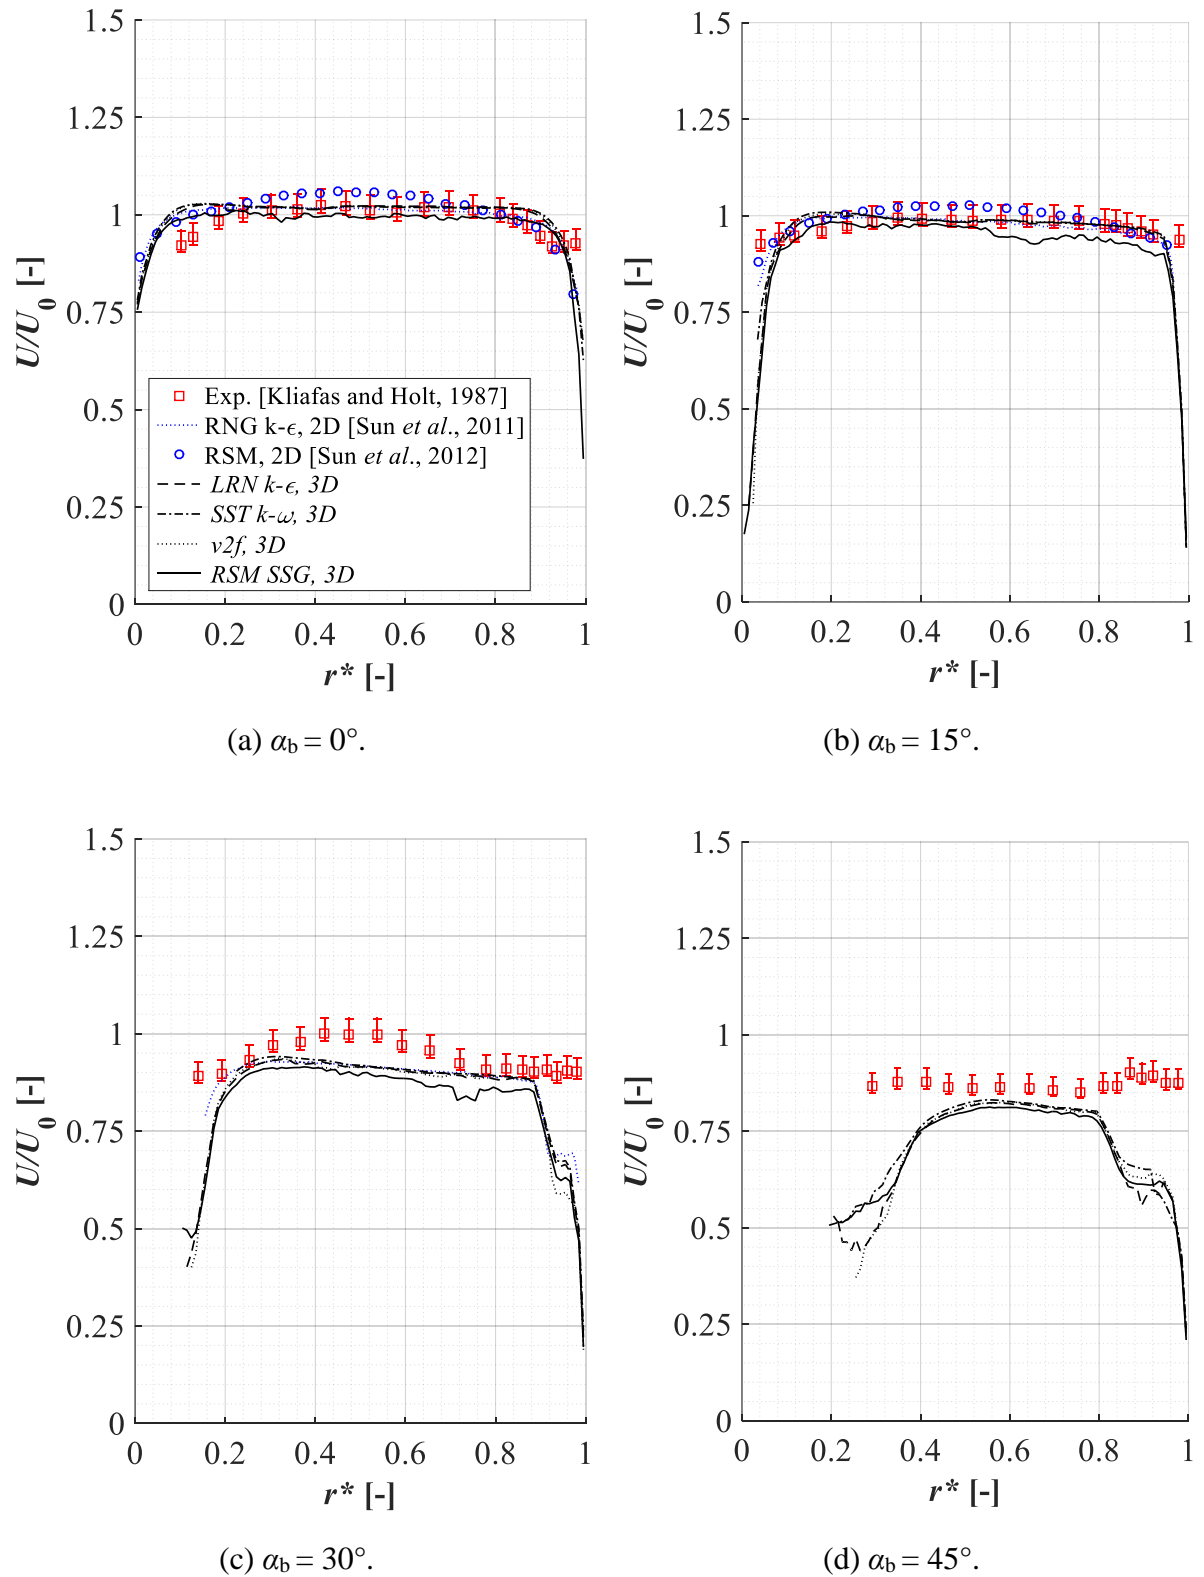 1.5
1.25
1
0.75
0.5
0.25
0
U/U0 [-]
Exp. [Kliafas and Holt, 1987]
RNG k-ϵ, 2D [Sun et al., 2011]
RSM, 2D [Sun et al., 2012]
LRN k-ϵ, 3D
SST k-ω, 3D
v2f, 3D
RSM SSG, 3D
0 0.2 0.4 0.6 0.8 1
r* [-]
(a) αb = 0°.
1.5
1.25
1
0.75
0.5
0.25
0
U/U0 [-]
0 0.2 0.4 0.6 0.8 1
r* [-]
(b) αb = 15°.
1.5
1.25
1
0.75
0.5
0.25
0
U/U0 [-]
0 0.2 0.4 0.6 0.8 1
r* [-]
(c) αb = 30°.
1.5
1.25
1
0.75
0.5
0.25
0
U/U0 [-]
0 0.2 0.4 0.6 0.8 1
r* [-]
(d) αb = 45°.